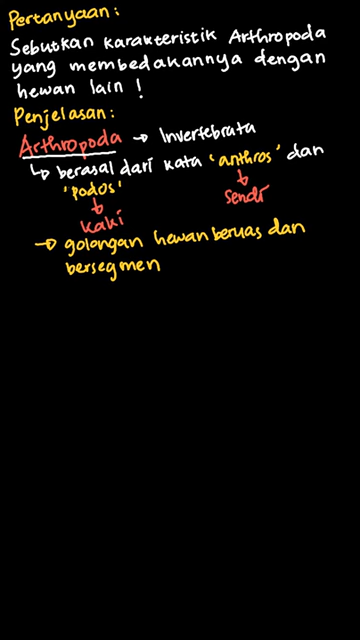 Pertanyaan :
Sebutkan karakteristik Arthropoda
yang membedakannya dengan
hewan lain !
Penjelasan :
Arthropoda → Invertebrata
↳ berasal dari kata 'anthros' dan
'podos'
↓
kaki
↓
sendi
→ golongan hewan beruas dan
bersegmen